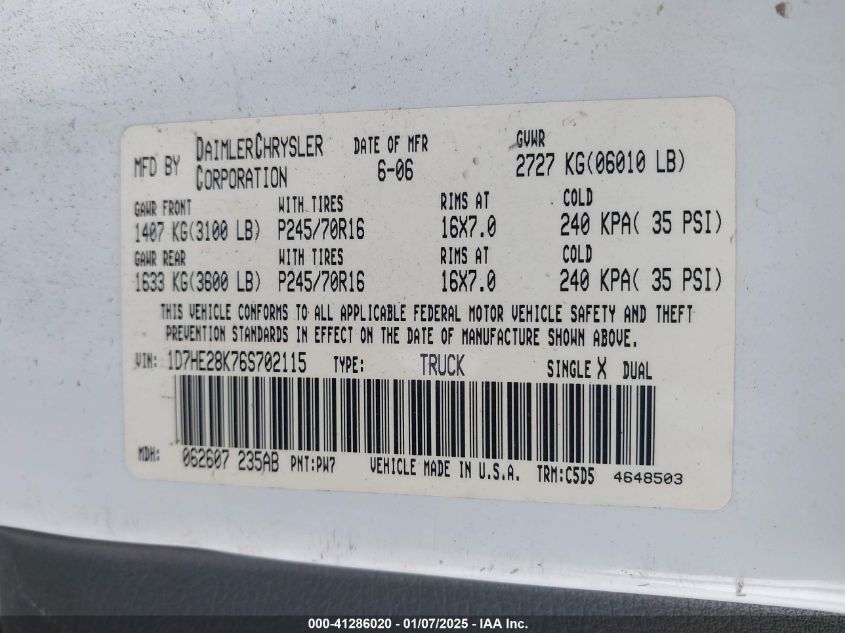 MFD BY DAIMLERCHRYSLER CORPORATION DATE OF MFR 6-06 GVWR 2727 KG(06010 LB)
GAWR FRONT WITH TIRES RIMS AT COLD
1407 KG(3100 LB) P245/70R16 16X7.0 240 KPA( 35 PSI)
GAWR REAR WITH TIRES RIMS AT COLD
1633 KG(3600 LB) P245/70R16 16X7.0 240 KPA( 35 PSI)
THIS VEHICLE CONFORMS TO ALL APPLICABLE FEDERAL MOTOR VEHICLE SAFETY AND THEFT
PREVENTION STANDARDS IN EFFECT ON THE DATE OF MANUFACTURE SHOWN ABOVE.
VIN: 1D7HE28K76S702115 TYPE: TRUCK SINGLE X DUAL
MDH: 062607 235AB PNT:PW7 VEHICLE MADE IN U.S.A. TRM:C5D5 4648503
000-41286020 - 01/07/2025 - IAA Inc.